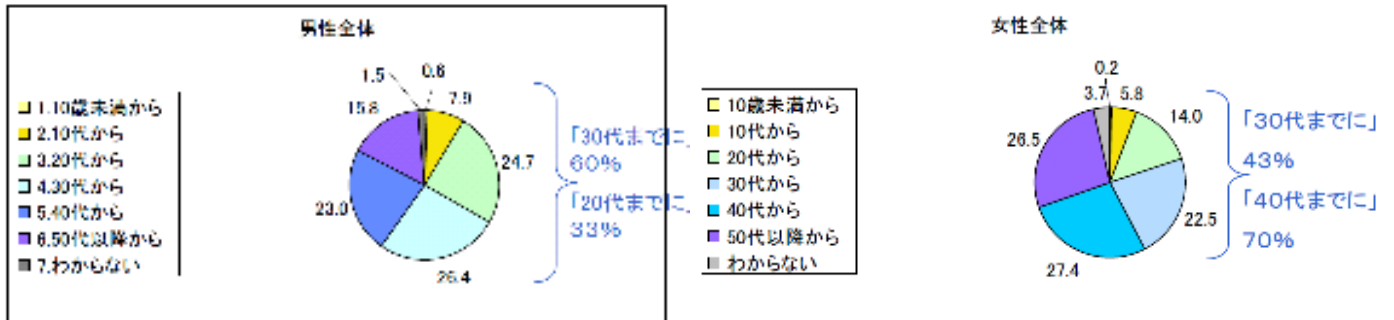 男性全体
1.5
0.6
7.9
15.8
24.7
23.0
26.4
1.10歳未満から
2.10代から
3.20代から
4.30代から
5.40代から
6.50代以降から
7.わからない
「30代までに」
60%
「20代までに」
33%
女性全体
0.2
3.7
5.8
14.0
26.5
22.5
27.4
10歳未満から
10代から
20代から
30代から
40代から
50代以降から
わからない
「30代までに」
43%
「40代までに」
70%